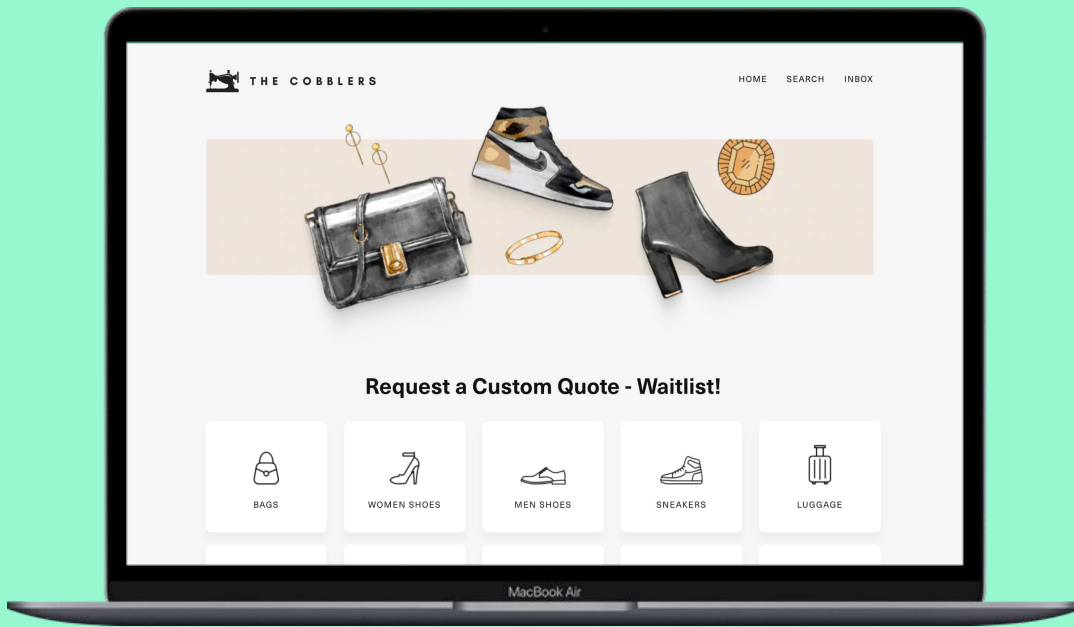 THE COBBLERS
HOME SEARCH INBOX
Request a Custom Quote - Waitlist!
BAGS
WOMEN SHOES
MEN SHOES
SNEAKERS
LUGGAGE
MacBook Air